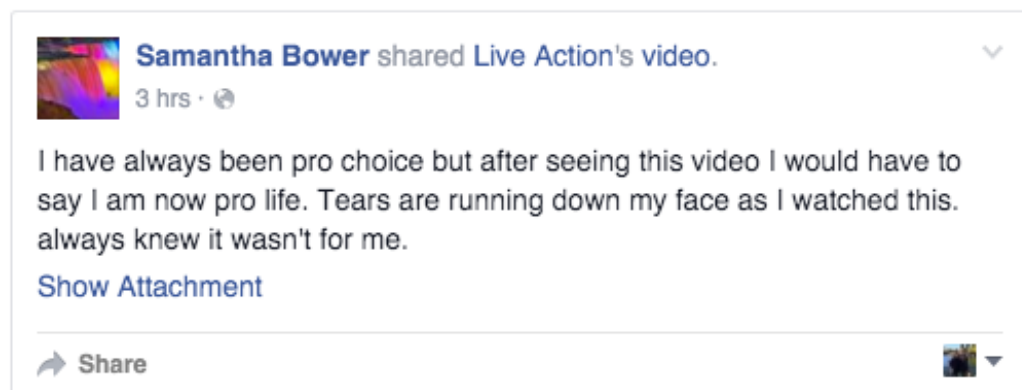 Samantha Bower shared Live Action's video.
3 hrs ·
I have always been pro choice but after seeing this video I would have to
say I am now pro life. Tears are running down my face as I watched this.
always knew it wasn't for me.
Show Attachment
Share